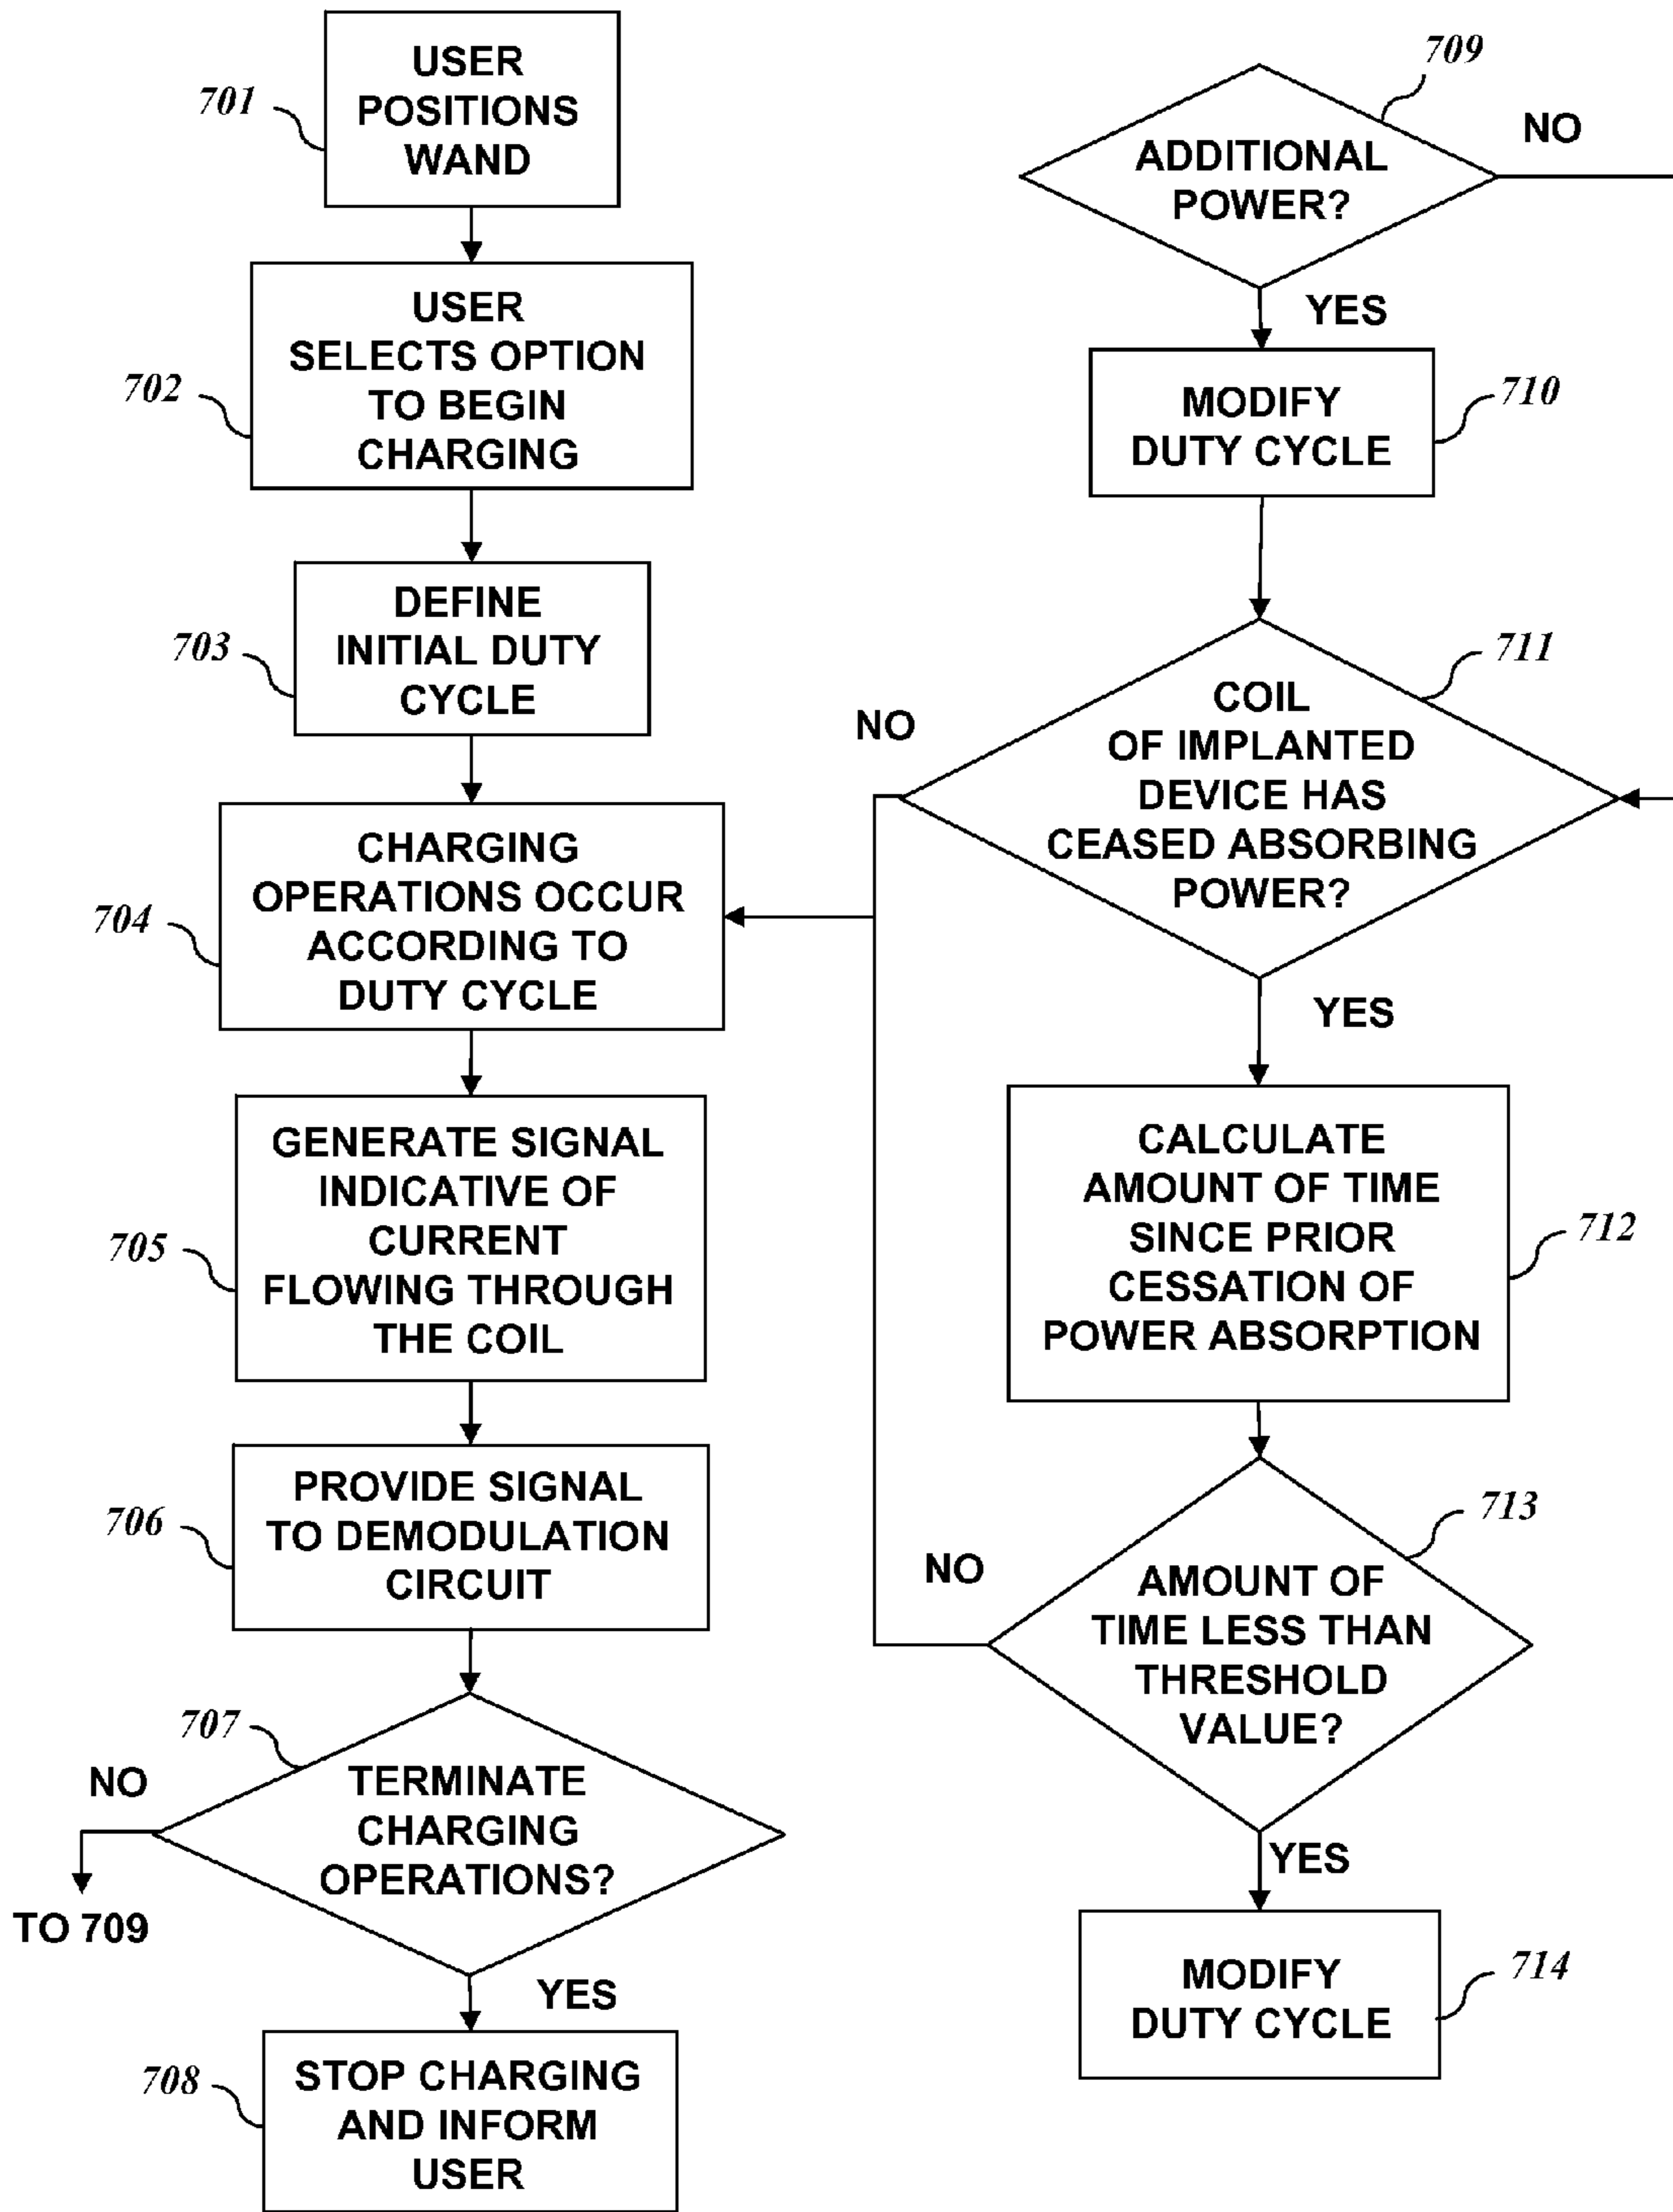 701
USER
POSITIONS
WAND
702
USER
SELECTS OPTION
TO BEGIN
CHARGING
703
DEFINE
INITIAL DUTY
CYCLE
704
CHARGING
OPERATIONS OCCUR
ACCORDING TO
DUTY CYCLE
705
GENERATE SIGNAL
INDICATIVE OF
CURRENT
FLOWING THROUGH
THE COIL
706
PROVIDE SIGNAL
TO DEMODULATION
CIRCUIT
707
TERMINATE
CHARGING
OPERATIONS?
NO
TO 709
YES
708
STOP CHARGING
AND INFORM
USER
709
ADDITIONAL
POWER?
NO
YES
710
MODIFY
DUTY CYCLE
711
COIL
OF IMPLANTED
DEVICE HAS
CEASED ABSORBING
POWER?
NO
YES
712
CALCULATE
AMOUNT OF TIME
SINCE PRIOR
CESSATION OF
POWER ABSORPTION
713
AMOUNT OF
TIME LESS THAN
THRESHOLD
VALUE?
NO
YES
714
MODIFY
DUTY CYCLE